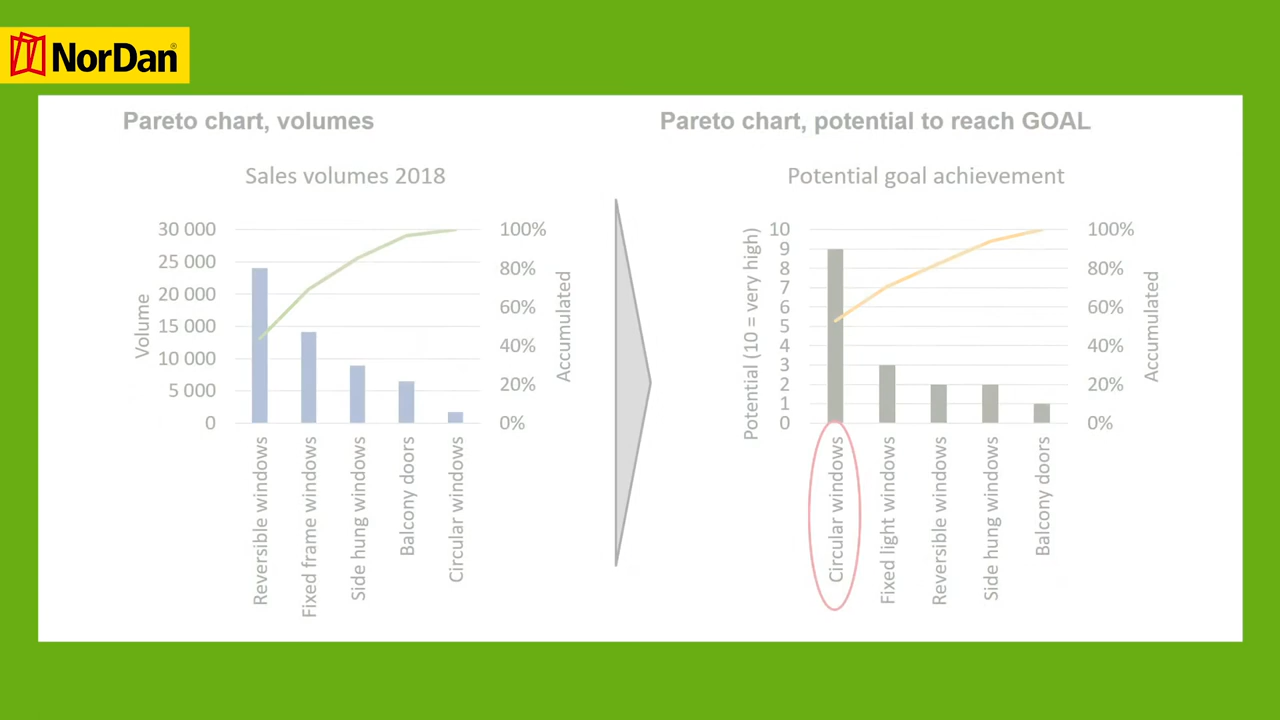 NorDan®
Pareto chart, volumes
Sales volumes 2018
Volume
30 000
25 000
20 000
15 000
10 000
5 000
0
100%
80%
60%
40%
20%
0%
Accumulated
Reversible windows
Fixed frame windows
Side hung windows
Balcony doors
Circular windows
Pareto chart, potential to reach GOAL
Potential goal achievement
Potential (10 = very high)
10
9
8
7
6
5
4
3
2
1
0
100%
80%
60%
40%
20%
0%
Accumulated
Circular windows
Fixed light windows
Reversible windows
Side hung windows
Balcony doors